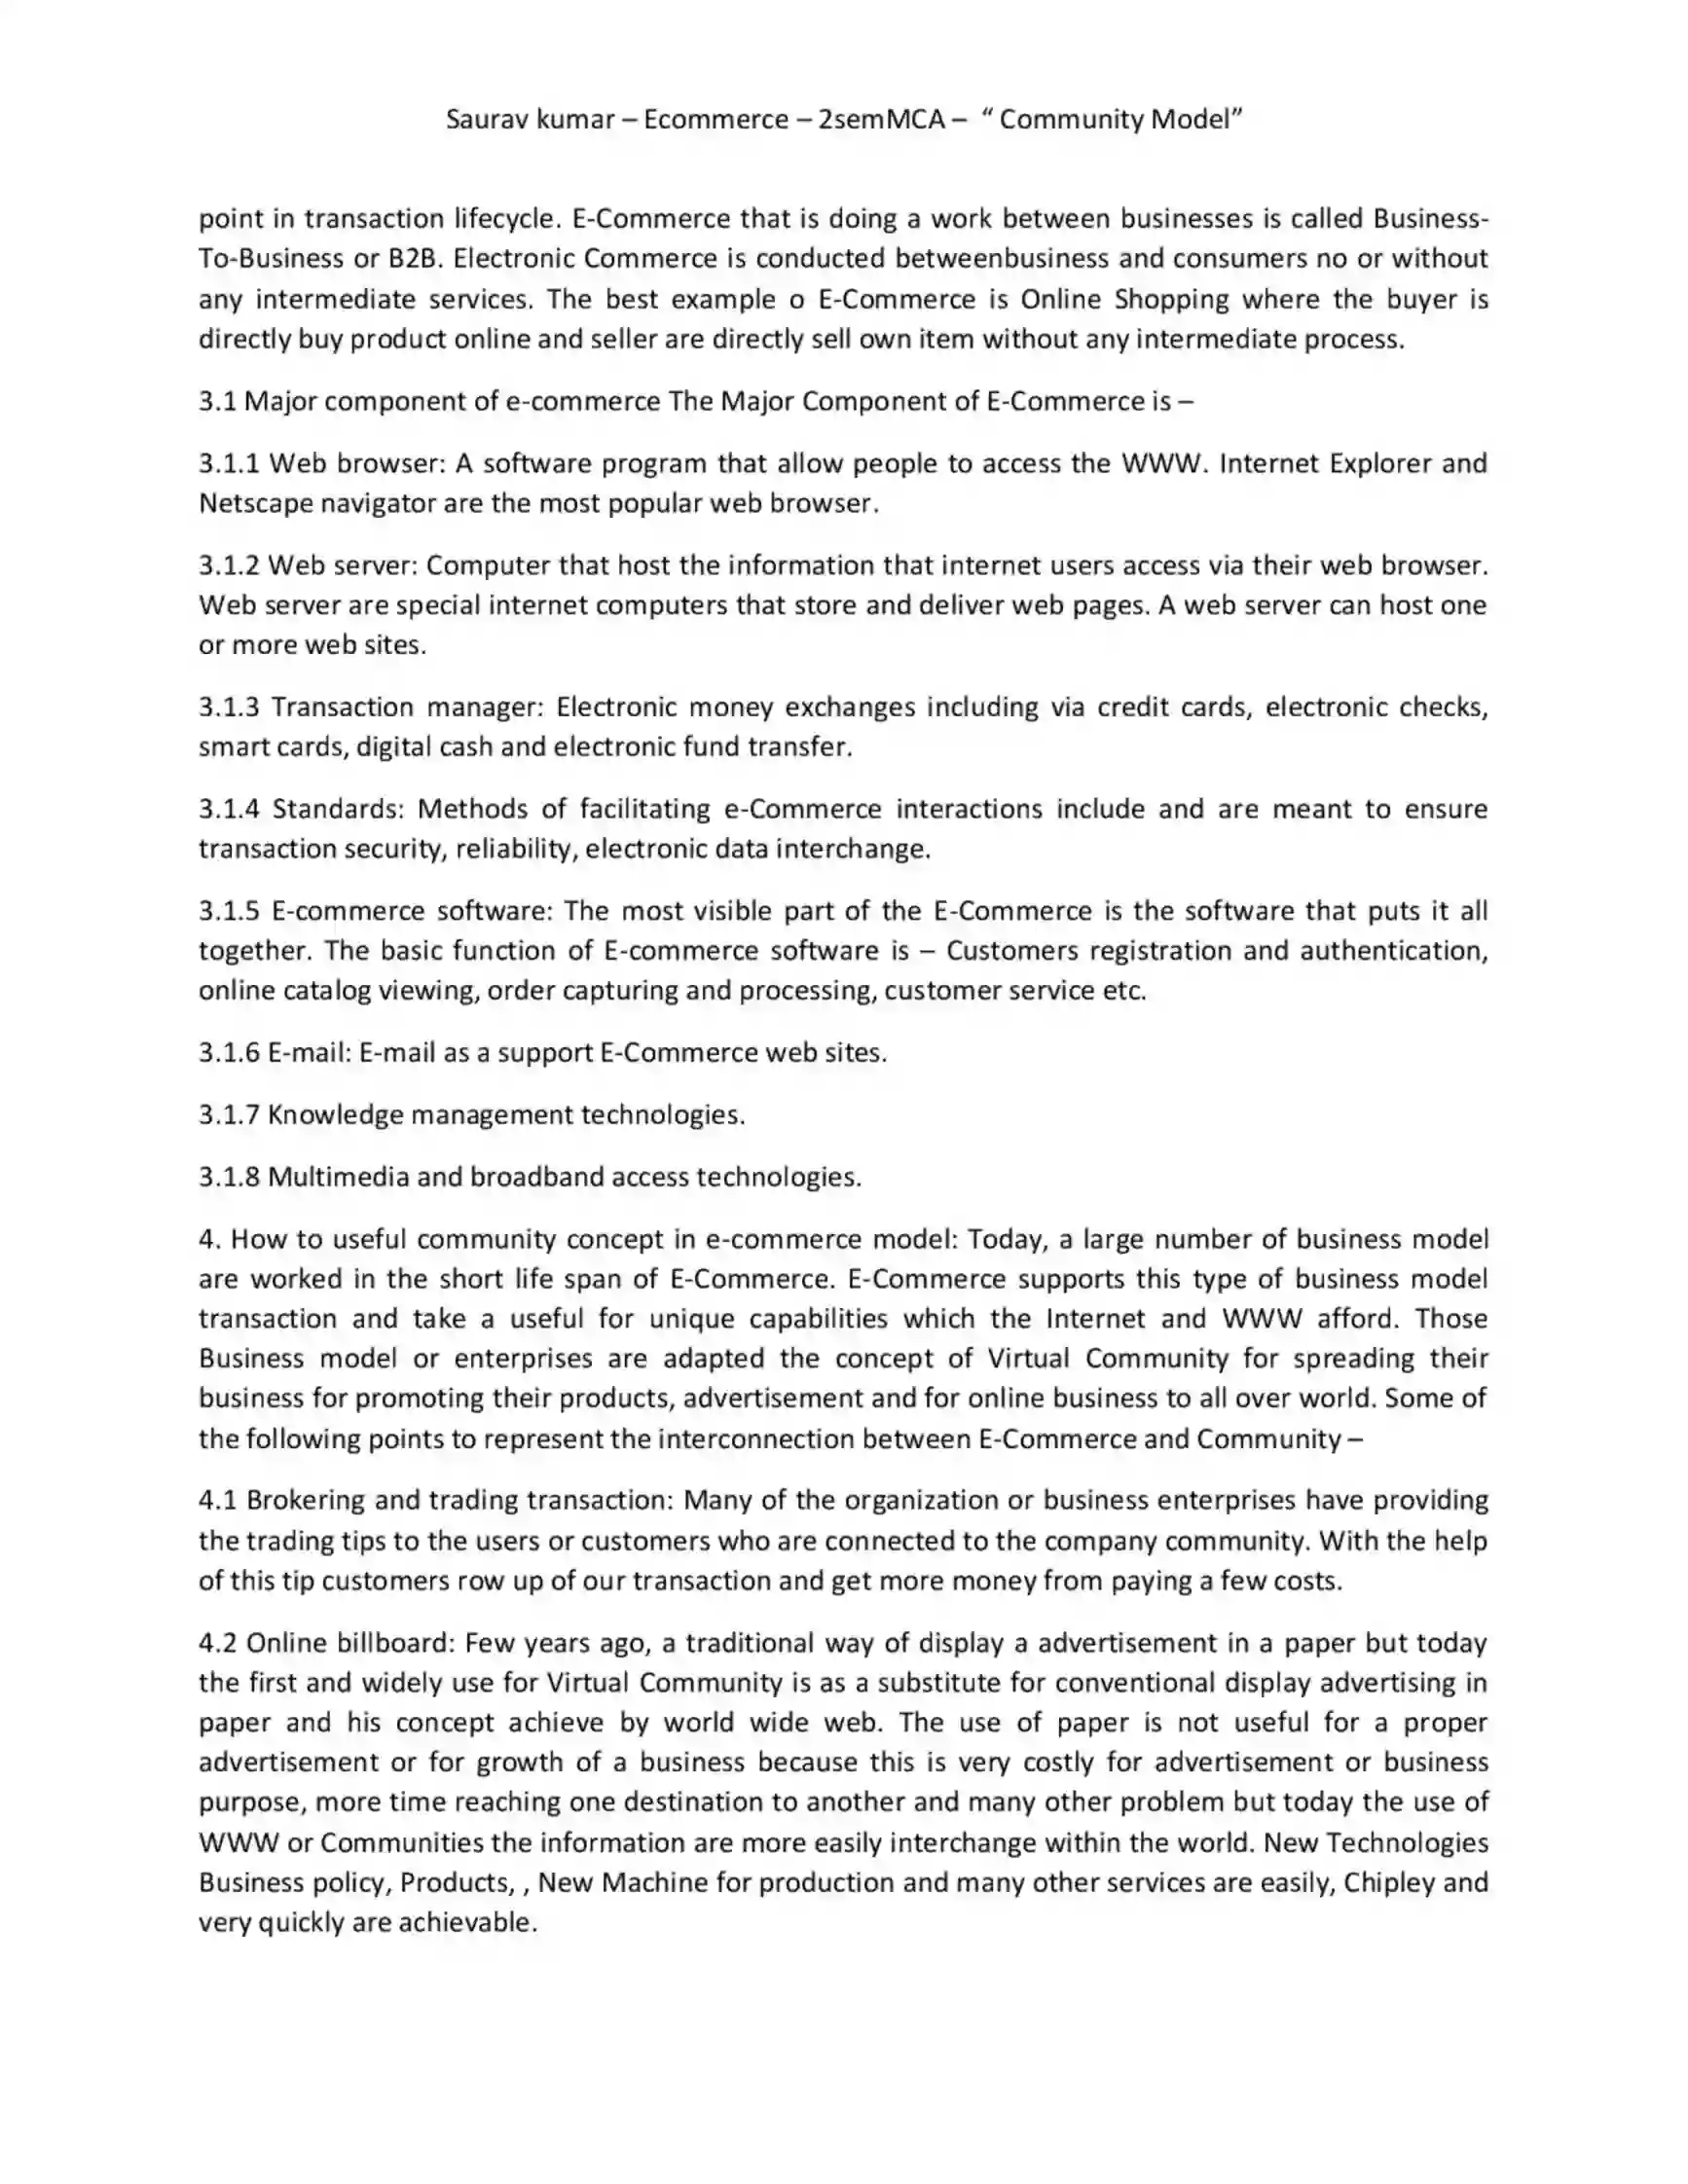 Saurav kumar – Ecommerce – 2semMCA – “ Community Model”
point in transaction lifecycle. E-Commerce that is doing a work between businesses is called Business-
To-Business or B2B. Electronic Commerce is conducted betweenbusiness and consumers no or without
any intermediate services. The best example o E-Commerce is Online Shopping where the buyer is
directly buy product online and seller are directly sell own item without any intermediate process.
3.1 Major component of e-commerce The Major Component of E-Commerce is –
3.1.1 Web browser: A software program that allow people to access the WWW. Internet Explorer and
Netscape navigator are the most popular web browser.
3.1.2 Web server: Computer that host the information that internet users access via their web browser.
Web server are special internet computers that store and deliver web pages. A web server can host one
or more web sites.
3.1.3 Transaction manager: Electronic money exchanges including via credit cards, electronic checks,
smart cards, digital cash and electronic fund transfer.
3.1.4 Standards: Methods of facilitating e-Commerce interactions include and are meant to ensure
transaction security, reliability, electronic data interchange.
3.1.5 E-commerce software: The most visible part of the E-Commerce is the software that puts it all
together. The basic function of E-commerce software is – Customers registration and authentication,
online catalog viewing, order capturing and processing, customer service etc.
3.1.6 E-mail: E-mail as a support E-Commerce web sites.
3.1.7 Knowledge management technologies.
3.1.8 Multimedia and broadband access technologies.
4. How to useful community concept in e-commerce model: Today, a large number of business model
are worked in the short life span of E-Commerce. E-Commerce supports this type of business model
transaction and take a useful for unique capabilities which the Internet and WWW afford. Those
Business model or enterprises are adapted the concept of Virtual Community for spreading their
business for promoting their products, advertisement and for online business to all over world. Some of
the following points to represent the interconnection between E-Commerce and Community –
4.1 Brokering and trading transaction: Many of the organization or business enterprises have providing
the trading tips to the users or customers who are connected to the company community. With the help
of this tip customers row up of our transaction and get more money from paying a few costs.
4.2 Online billboard: Few years ago, a traditional way of display a advertisement in a paper but today
the first and widely use for Virtual Community is as a substitute for conventional display advertising in
paper and his concept achieve by world wide web. The use of paper is not useful for a proper
advertisement or for growth of a business because this is very costly for advertisement or business
purpose, more time reaching one destination to another and many other problem but today the use of
WWW or Communities the information are more easily interchange within the world. New Technologies
Business policy, Products, , New Machine for production and many other services are easily, Chipley and
very quickly are achievable.